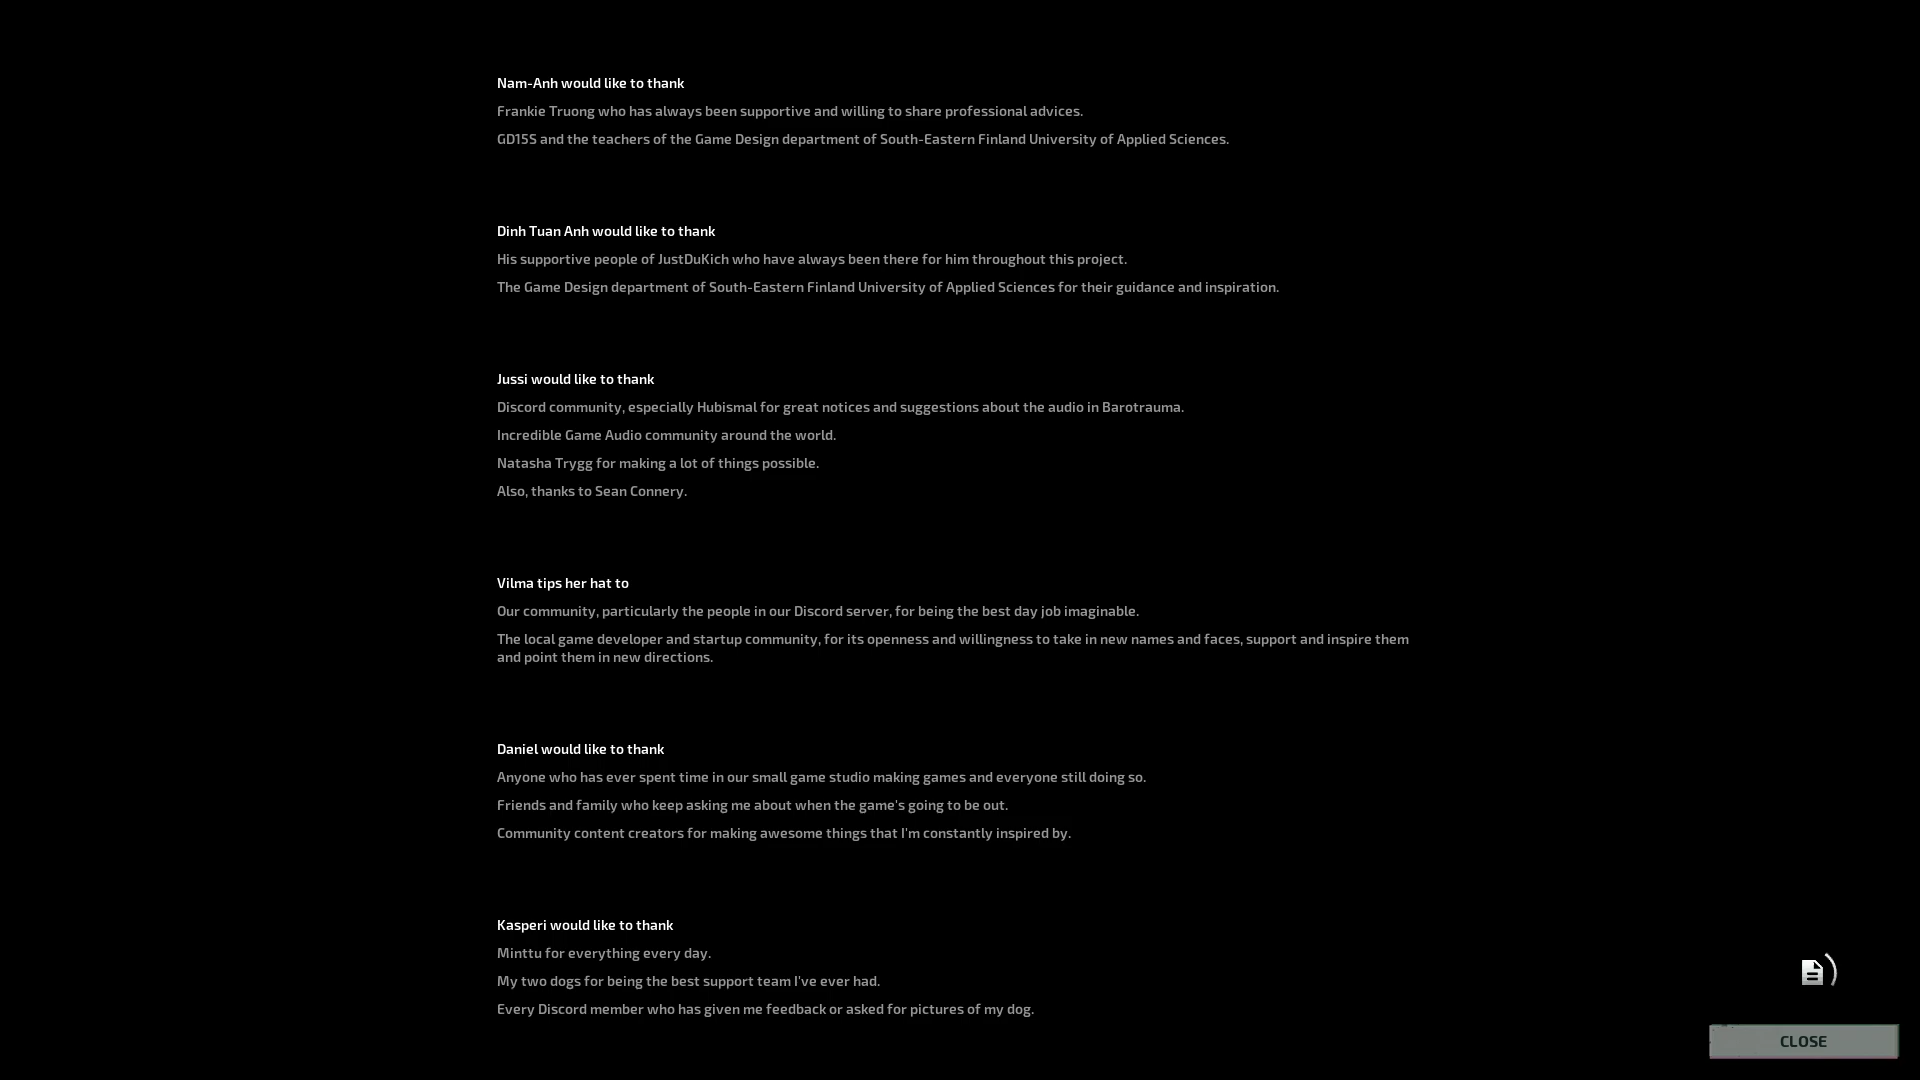 Nam-Anh would like to thank
Frankie Truong who has always been supportive and willing to share professional advices.
GD15S and the teachers of the Game Design department of South-Eastern Finland University of Applied Sciences.
Dinh Tuan Anh would like to thank
His supportive people of JustDuKich who have always been there for him throughout this project.
The Game Design department of South-Eastern Finland University of Applied Sciences for their guidance and inspiration.
Jussi would like to thank
Discord community, especially Hubismal for great notices and suggestions about the audio in Barotrauma.
Incredible Game Audio community around the world.
Natasha Trygg for making a lot of things possible.
Also, thanks to Sean Connery.
Vilma tips her hat to
Our community, particularly the people in our Discord server, for being the best day job imaginable.
The local game developer and startup community, for its openness and willingness to take in new names and faces, support and inspire them
and point them in new directions.
Daniel would like to thank
Anyone who has ever spent time in our small game studio making games and everyone still doing so.
Friends and family who keep asking me about when the game's going to be out.
Community content creators for making awesome things that I'm constantly inspired by.
Kasperi would like to thank
Minttu for everything every day.
My two dogs for being the best support team I've ever had.
Every Discord member who has given me feedback or asked for pictures of my dog.
CLOSE